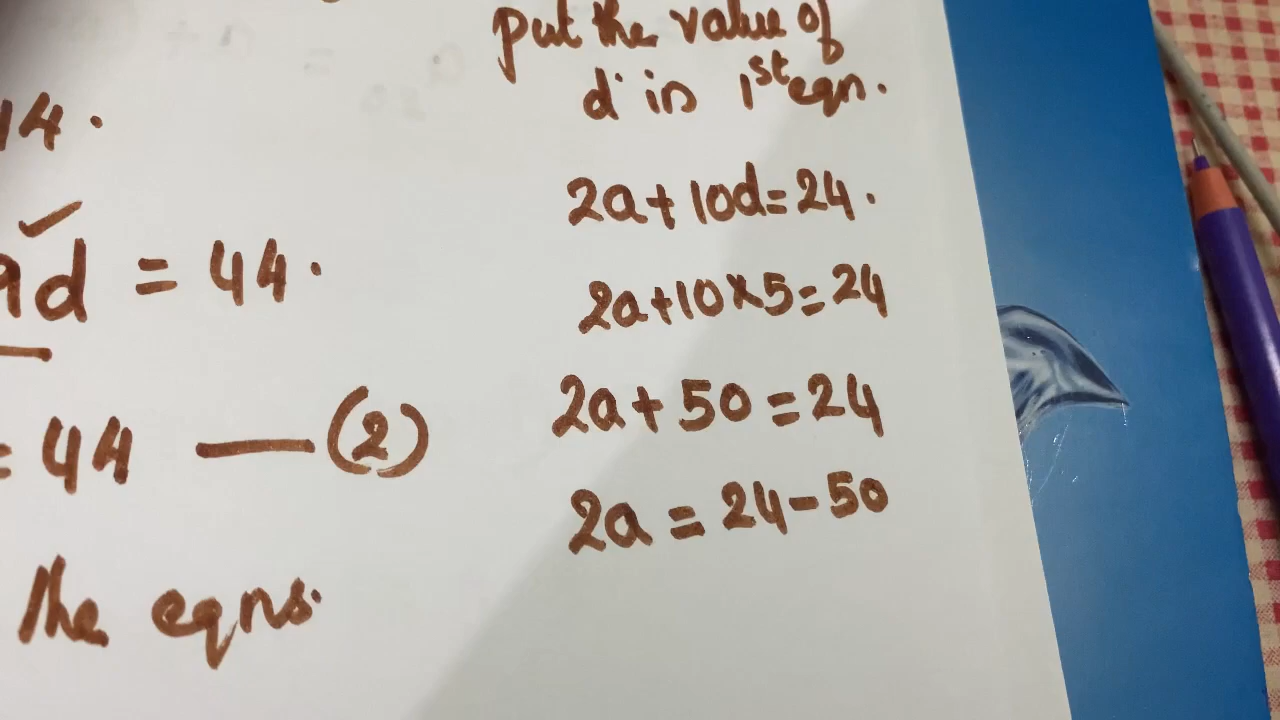 14.
9d = 44.
= 44 — (2)
the eqns.
put the value of
d in 1st eqn.
2a+10d=24.
2a+10×5=24
2a+50=24
2a=24-50